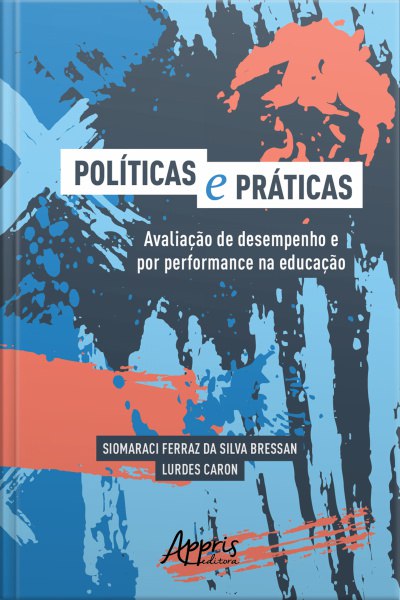 POLÍTICAS e PRÁTICAS
Avaliação de desempenho e
por performance na educação
SIOMARACI FERRAZ DA SILVA BRESSAN
LURDES CARON
Appris
editora